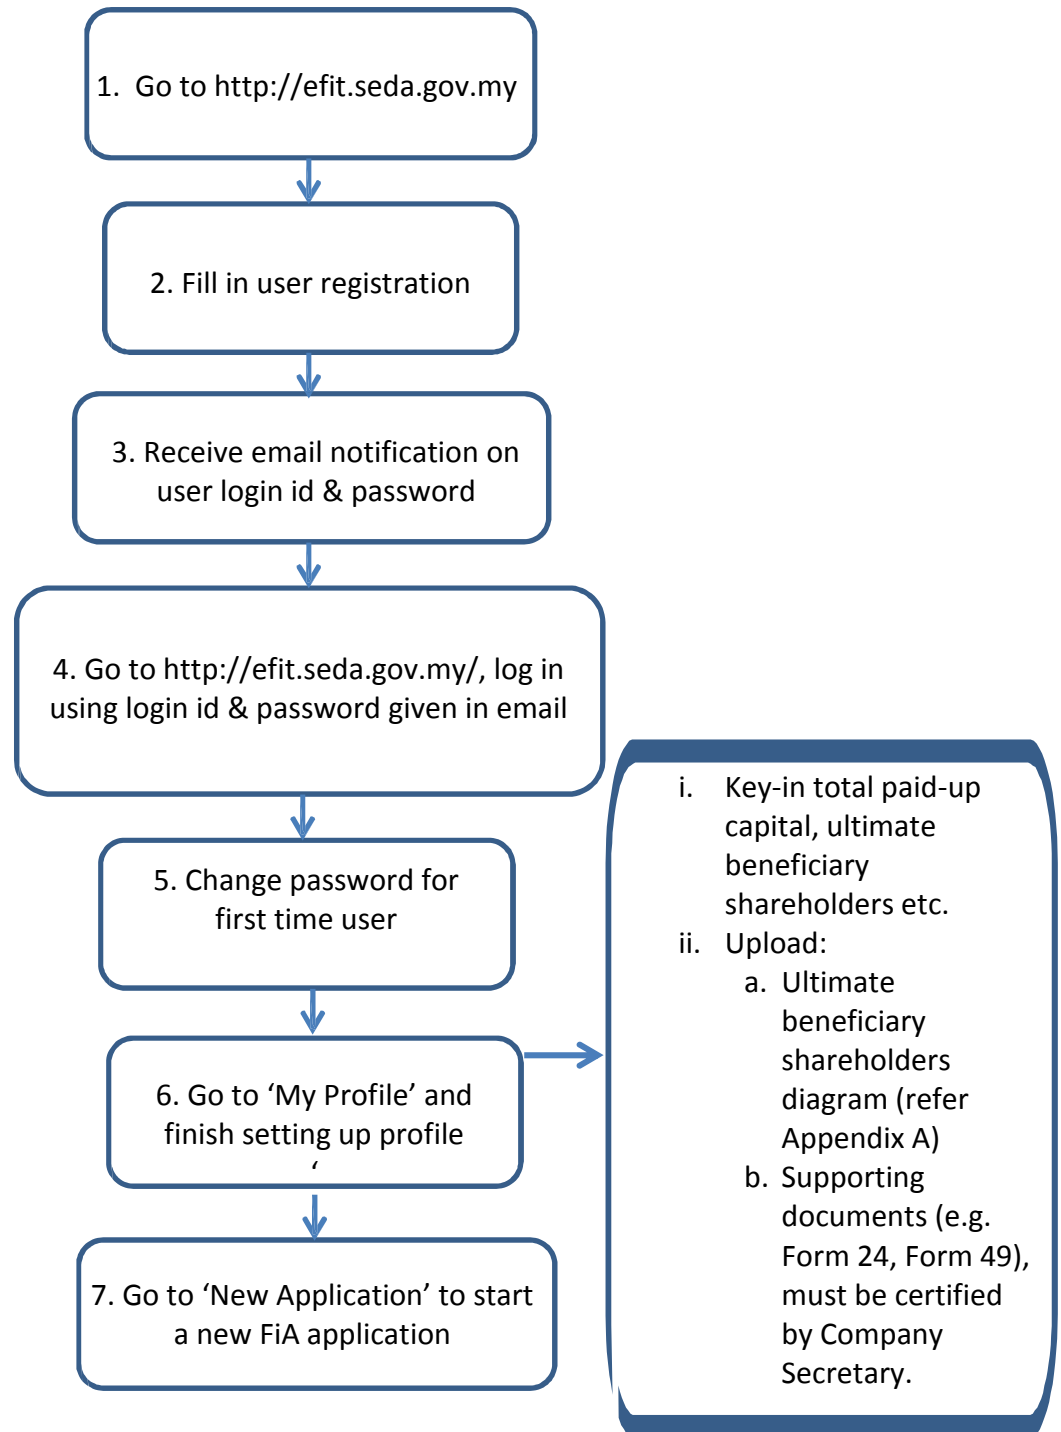 1. Go to http://efit.seda.gov.my
2. Fill in user registration
3. Receive email notification on
user login id & password
4. Go to http://efit.seda.gov.my/, log in
using login id & password given in email
5. Change password for
first time user
6. Go to ‘My Profile’ and
finish setting up profile
‘
7. Go to ‘New Application’ to start
a new FiA application
i. Key-in total paid-up
capital, ultimate
beneficiary
shareholders etc.
ii. Upload:
a. Ultimate
beneficiary
shareholders
diagram (refer
Appendix A)
b. Supporting
documents (e.g.
Form 24, Form 49),
must be certified
by Company
Secretary.